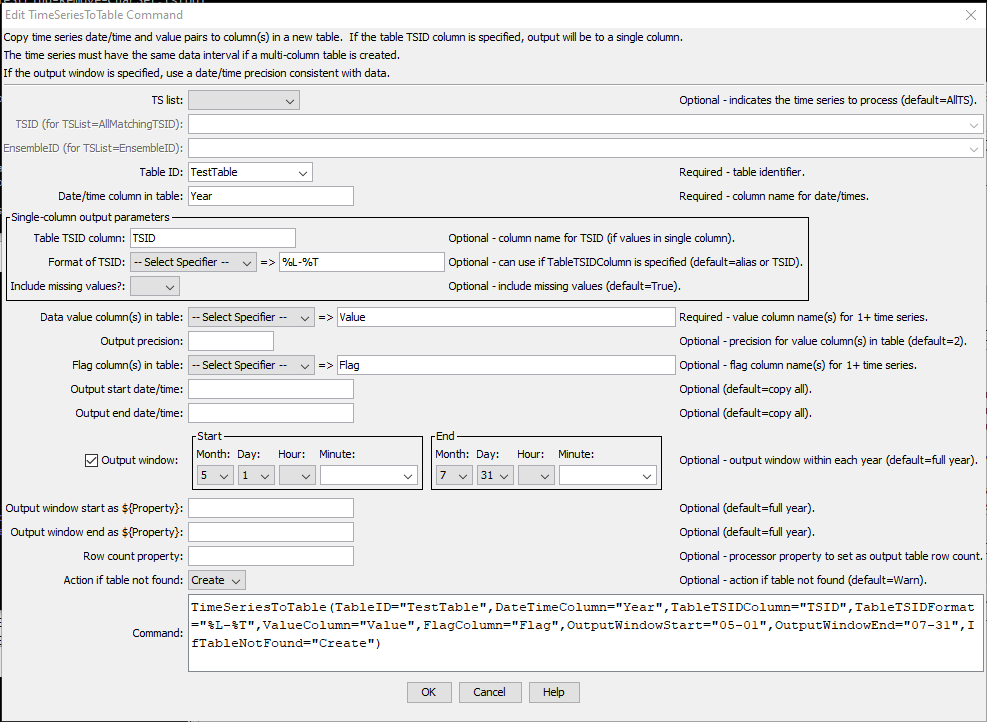 Edit TimeSeriesToTable Command
Copy time series date/time and value pairs to column(s) in a new table.  If the table TSID column is specified, output will be to a single column.
The time series must have the same data interval if a multi-column table is created.
If the output window is specified, use a date/time precision consistent with data.
TS list: Optional - indicates the time series to process (default=AllTS).
TSID (for TSList=AllMatchingTSID):
EnsembleID (for TSList=EnsembleID):
Table ID: TestTable Required - table identifier.
Date/time column in table: Year Required - column name for date/times.
Single-column output parameters
Table TSID column: TSID Optional - column name for TSID (if values in single column).
Format of TSID: -- Select Specifier -- => %L-%T Optional - can use if TableTSIDColumn is specified (default=alias or TSID).
Include missing values?: Optional - include missing values (default=True).
Data value column(s) in table: -- Select Specifier -- => Value Required - value column name(s) for 1+ time series.
Output precision: Optional - precision for value column(s) in table (default=2).
Flag column(s) in table: -- Select Specifier -- => Flag Optional - flag column name(s) for 1+ time series.
Output start date/time: Optional (default=copy all).
Output end date/time: Optional (default=copy all).
Start End
Month: Day: Hour: Minute: Month: Day: Hour: Minute:
Output window: 5 1 7 31 Optional - output window within each year (default=full year).
Output window start as ${Property}: Optional (default=full year).
Output window end as ${Property}: Optional (default=full year).
Row count property: Optional - processor property to set as output table row count.
Action if table not found: Create Optional - action if table not found (default=Warn).
Command:
TimeSeriesToTable(TableID="TestTable",DateTimeColumn="Year",TableTSIDColumn="TSID",TableTSIDFormat
="%L-%T",ValueColumn="Value",FlagColumn="Flag",OutputWindowStart="05-01",OutputWindowEnd="07-31",I
fTableNotFound="Create")
OK Cancel Help